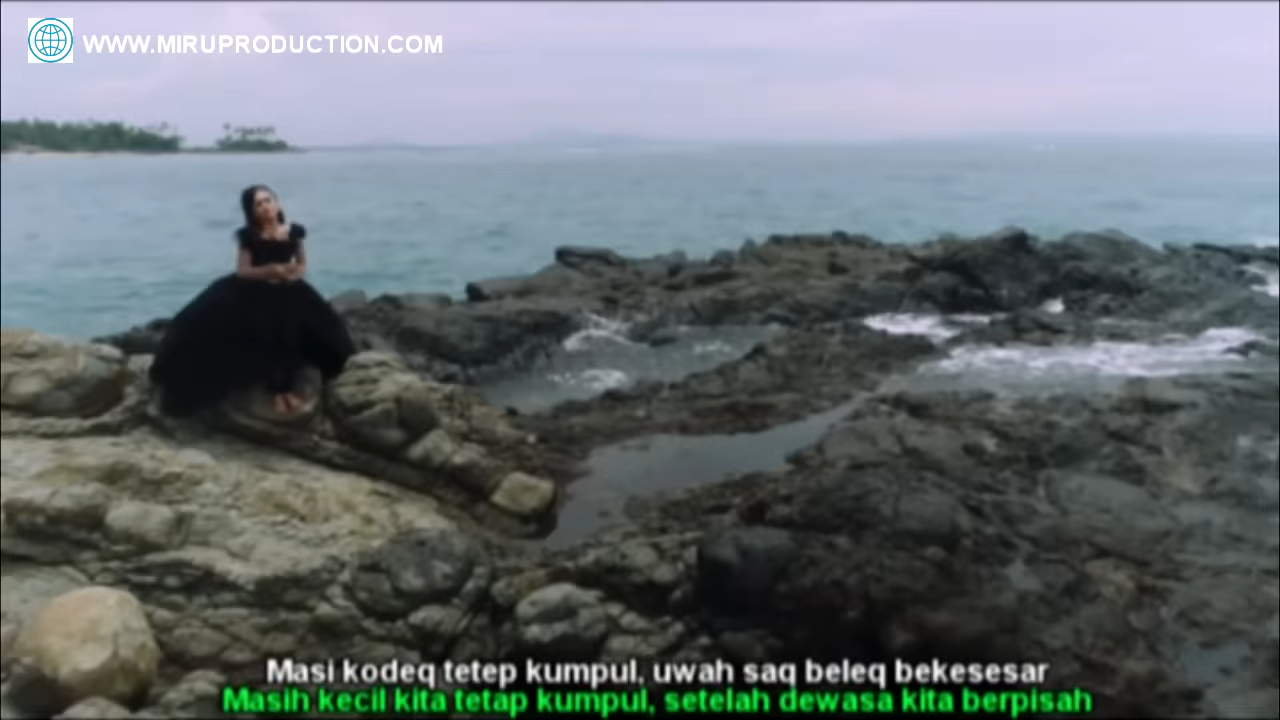 WWW.MIRUPRODUCTION.COM
Masi kodeq tetep kumpul, uwah saq beleq bekesesar
Masih kecil kita tetap kumpul, setelah dewasa kita berpisah